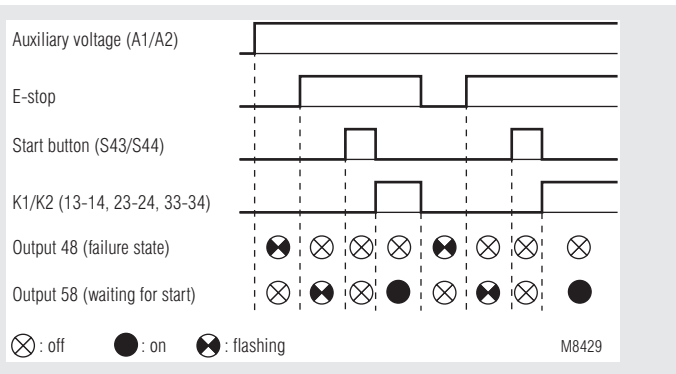 Auxiliary voltage (A1/A2)
E-stop
Start button (S43/S44)
K1/K2 (13-14, 23-24, 33-34)
Output 48 (failure state)
Output 58 (waiting for start)
: off : on : flashing M8429